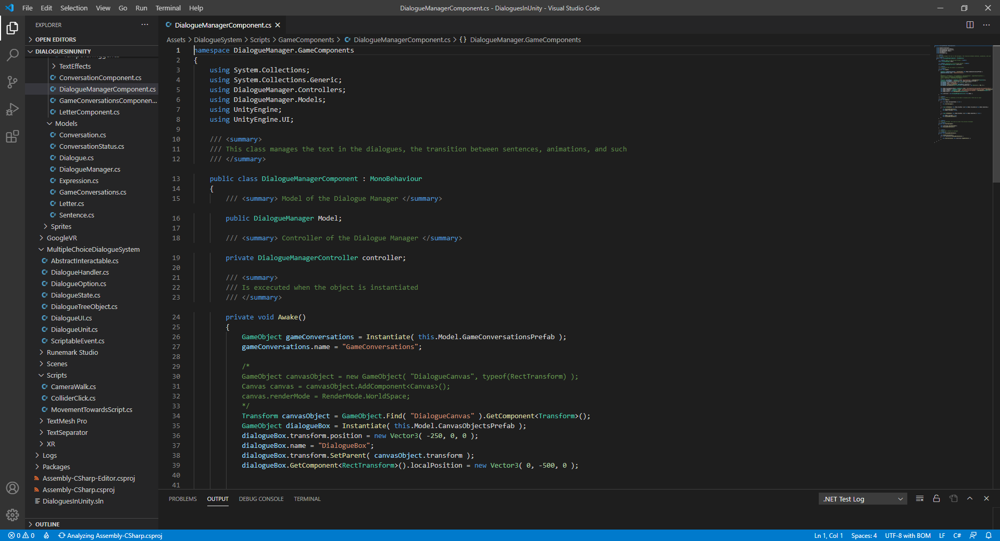 File Edit Selection View Go Run Terminal Help
DialogueManagerComponent.cs - DialoguesInUnity - Visual Studio Code
EXPLORER
OPEN EDITORS
DIALOGUESINUNITY
TextEffects
ConversationComponent.cs
DialogueManagerComponent.cs
GameConversationsComponen...
LetterComponent.cs
Models
Conversation.cs
ConversationStatus.cs
Dialogue.cs
DialogueManager.cs
Expression.cs
GameConversations.cs
Letter.cs
Sentence.cs
Sprites
GoogleVR
MultipleChoiceDialogueSystem
AbstractInteractable.cs
DialogueHandler.cs
DialogueOption.cs
DialogueState.cs
DialogueTreeObject.cs
DialogueUI.cs
DialogueUnit.cs
ScriptableEvent.cs
Runemark Studio
Scenes
Scripts
CameraWalk.cs
ColliderClick.cs
MovementTowardsScript.cs
TextMesh Pro
TextSeparator
XR
Logs
Packages
Assembly-CSharp-Editor.csproj
Assembly-CSharp.csproj
DialoguesInUnity.sln
OUTLINE
DialogueManagerComponent.cs
Assets > DialogueSystem > Scripts > GameComponents > DialogueManagerComponent.cs > {} DialogueManager.GameComponents
1 namespace DialogueManager.GameComponents
2 {
3 using System.Collections;
4 using System.Collections.Generic;
5 using DialogueManager.Controllers;
6 using DialogueManager.Models;
7 using UnityEngine;
8 using UnityEngine.UI;
9
10 /// <summary>
11 /// This class manages the text in the dialogues, the transition between sentences, animations, and such
12 /// </summary>
13 public class DialogueManagerComponent : MonoBehaviour
14 {
15 /// <summary> Model of the Dialogue Manager </summary>
16 public DialogueManager Model;
17
18 /// <summary> Controller of the Dialogue Manager </summary>
19 private DialogueManagerController controller;
20
21 /// <summary>
22 /// Is excecuted when the object is instantiated
23 /// </summary>
24 private void Awake()
25 {
26 GameObject gameConversations = Instantiate( this.Model.GameConversationsPrefab );
27 gameConversations.name = "GameConversations";
28
29 /*
30 GameObject canvasObject = new GameObject( "DialogueCanvas", typeof(RectTransform) );
31 Canvas canvas = canvasObject.AddComponent<Canvas>();
32 canvas.renderMode = RenderMode.WorldSpace;
33 */
34 Transform canvasObject = GameObject.Find( "DialogueCanvas" ).GetComponent<Transform>();
35 GameObject dialogueBox = Instantiate( this.Model.CanvasObjectsPrefab );
36 dialogueBox.transform.position = new Vector3( -250, 0, 0 );
37 dialogueBox.name = "DialogueBox";
38 dialogueBox.transform.SetParent( canvasObject.transform );
39 dialogueBox.GetComponent<RectTransform>().localPosition = new Vector3( 0, -500, 0 );
40
41
PROBLEMS OUTPUT DEBUG CONSOLE TERMINAL
.NET Test Log
0 0 Analyzing Assembly-CSharp.csproj
Ln 1, Col 1 Spaces: 4 UTF-8 with BOM LF C#